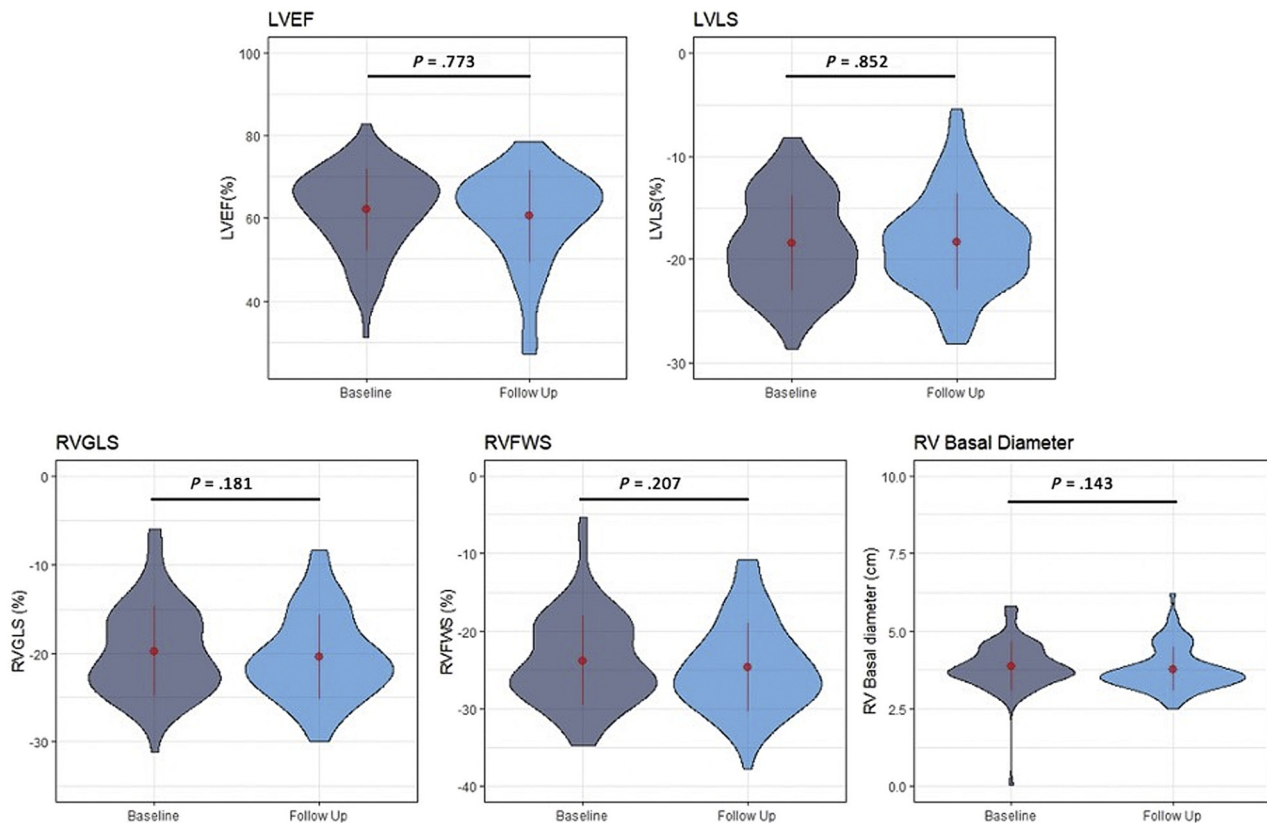 LVEF
P = .773
100
80
60
40
LVEF(%)
Baseline
Follow Up
LVLS
P = .852
0
-10
-20
-30
LVLS(%)
Baseline
Follow Up
RVGLS
P = .181
0
-10
-20
-30
RVGLS (%)
Baseline
Follow Up
RVFWS
P = .207
0
-10
-20
-30
-40
RVFWS (%)
Baseline
Follow Up
RV Basal Diameter
P = .143
10.0
7.5
5.0
2.5
0.0
RV Basal diameter (cm)
Baseline
Follow Up